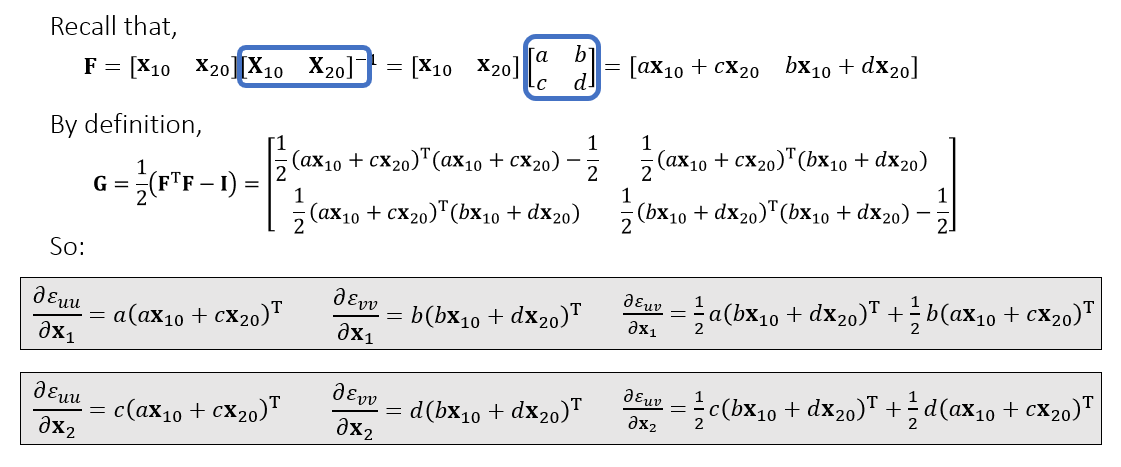 Recall that,
𝐅 = [𝐱₁₀ 𝐱₂₀][𝐗₁₀ 𝐗₂₀]⁻¹ = [𝐱₁₀ 𝐱₂₀] [a b; c d] = [a𝐱₁₀ + c𝐱₂₀ b𝐱₁₀ + d𝐱₂₀]
By definition,
𝐆 = 1/2 (𝐅ᵀ𝐅 − 𝐈) = [1/2 (a𝐱₁₀ + c𝐱₂₀)ᵀ(a𝐱₁₀ + c𝐱₂₀) − 1/2 1/2 (a𝐱₁₀ + c𝐱₂₀)ᵀ(b𝐱₁₀ + d𝐱₂₀)
1/2 (a𝐱₁₀ + c𝐱₂₀)ᵀ(b𝐱₁₀ + d𝐱₂₀) 1/2 (b𝐱₁₀ + d𝐱₂₀)ᵀ(b𝐱₁₀ + d𝐱₂₀) − 1/2]
So:
∂ε_uu/∂𝐱₁ = a(a𝐱₁₀ + c𝐱₂₀)ᵀ ∂ε_vv/∂𝐱₁ = b(b𝐱₁₀ + d𝐱₂₀)ᵀ ∂ε_uv/∂𝐱₁ = 1/2 a(b𝐱₁₀ + d𝐱₂₀)ᵀ + 1/2 b(a𝐱₁₀ + c𝐱₂₀)ᵀ
∂ε_uu/∂𝐱₂ = c(a𝐱₁₀ + c𝐱₂₀)ᵀ ∂ε_vv/∂𝐱₂ = d(b𝐱₁₀ + d𝐱₂₀)ᵀ ∂ε_uv/∂𝐱₂ = 1/2 c(b𝐱₁₀ + d𝐱₂₀)ᵀ + 1/2 d(a𝐱₁₀ + c𝐱₂₀)ᵀ